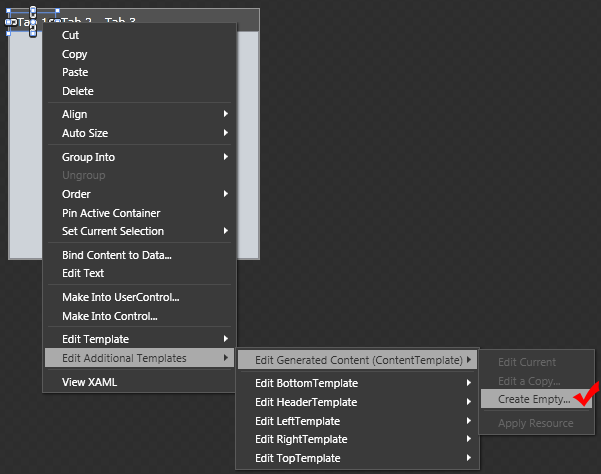 Tab 2 Tab 3
Cut
Copy
Paste
Delete
Align
Auto Size
Group Into
Ungroup
Order
Pin Active Container
Set Current Selection
Bind Content to Data...
Edit Text
Make Into UserControl...
Make Into Control...
Edit Template
Edit Additional Templates
View XAML
Edit Generated Content (ContentTemplate)
Edit BottomTemplate
Edit HeaderTemplate
Edit LeftTemplate
Edit RightTemplate
Edit TopTemplate
Edit Current
Edit a Copy...
Create Empty...
Apply Resource